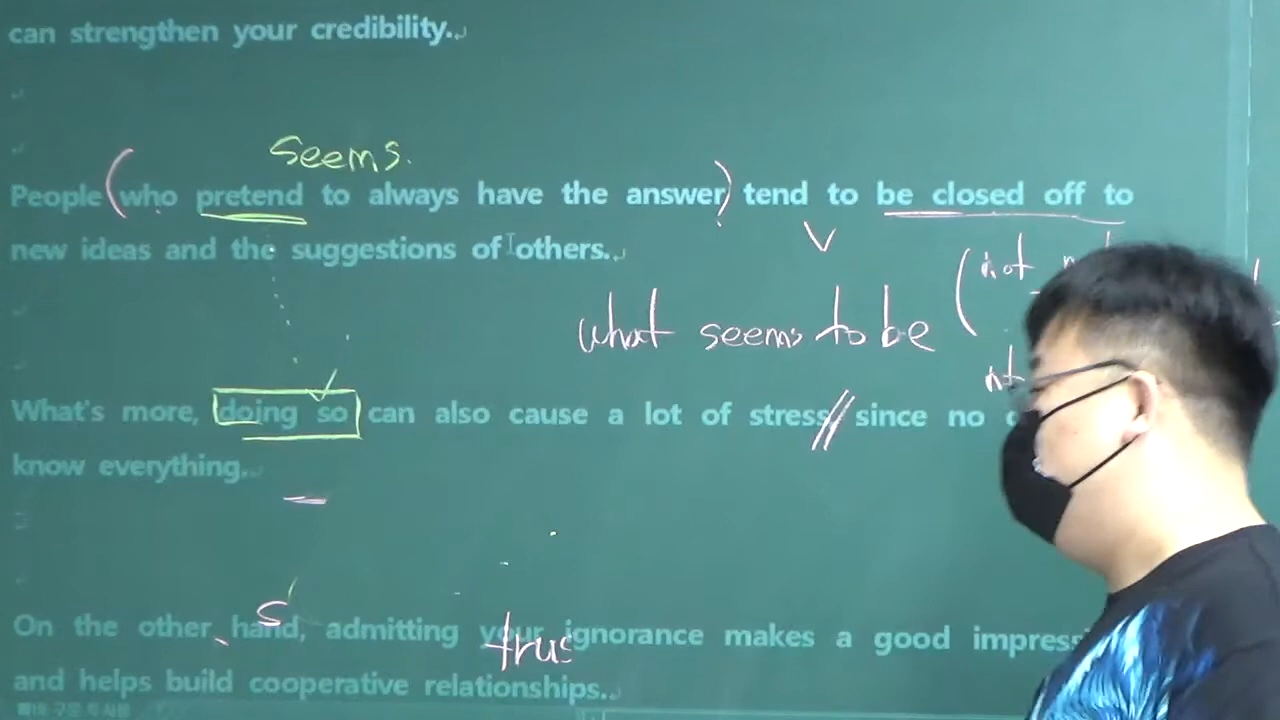 can strengthen your credibility.
seems.
People (who pretend to always have the answer) tend to be closed off to
new ideas and the suggestions of others.
V
(not
what seems to be
What's more, doing so can also cause a lot of stress // since no
know everything.
S
On the other hand, admitting your ignorance makes a good
trus
and helps build cooperative relationships.